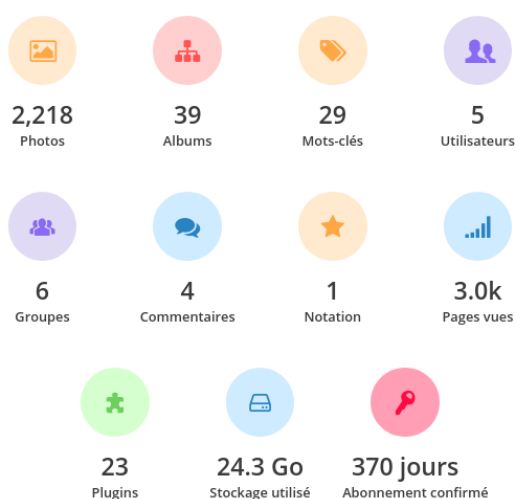 2,218 39 29 5
Photos Albums Mots-clés Utilisateurs
6 4 1 3.0k
Groupes Commentaires Notation Pages vues
23 24.3 Go 370 jours
Plugins Stockage utilisé Abonnement confirmé